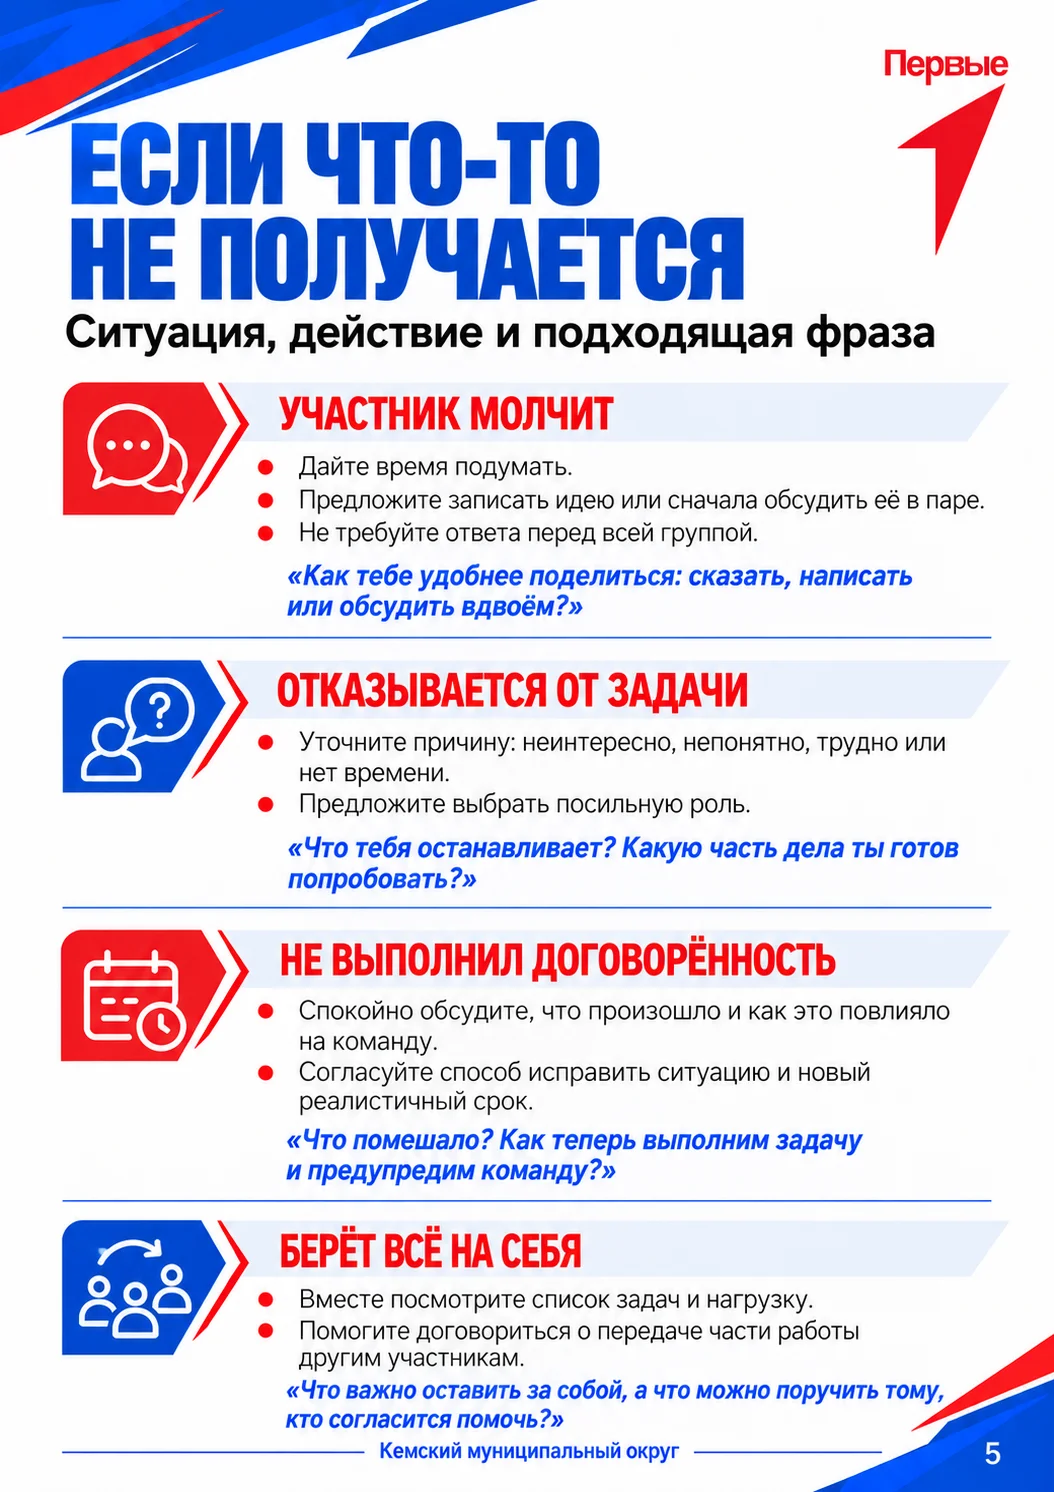 Первые
ЕСЛИ ЧТО-ТО
НЕ ПОЛУЧАЕТСЯ
Ситуация, действие и подходящая фраза
УЧАСТНИК МОЛЧИТ
Дайте время подумать.
Предложите записать идею или сначала обсудить её в паре.
Не требуйте ответа перед всей группой.
«Как тебе удобнее поделиться: сказать, написать
или обсудить вдвоём?»
ОТКАЗЫВАЕТСЯ ОТ ЗАДАЧИ
Уточните причину: неинтересно, непонятно, трудно или
нет времени.
Предложите выбрать посильную роль.
«Что тебя останавливает? Какую часть дела ты готов
попробовать?»
НЕ ВЫПОЛНИЛ ДОГОВОРЁННОСТЬ
Спокойно обсудите, что произошло и как это повлияло
на команду.
Согласуйте способ исправить ситуацию и новый
реалистичный срок.
«Что помешало? Как теперь выполним задачу
и предупредим команду?»
БЕРЁТ ВСЁ НА СЕБЯ
Вместе посмотрите список задач и нагрузку.
Помогите договориться о передаче части работы
другим участникам.
«Что важно оставить за собой, а что можно поручить тому,
кто согласится помочь?»
Кемский муниципальный округ
5